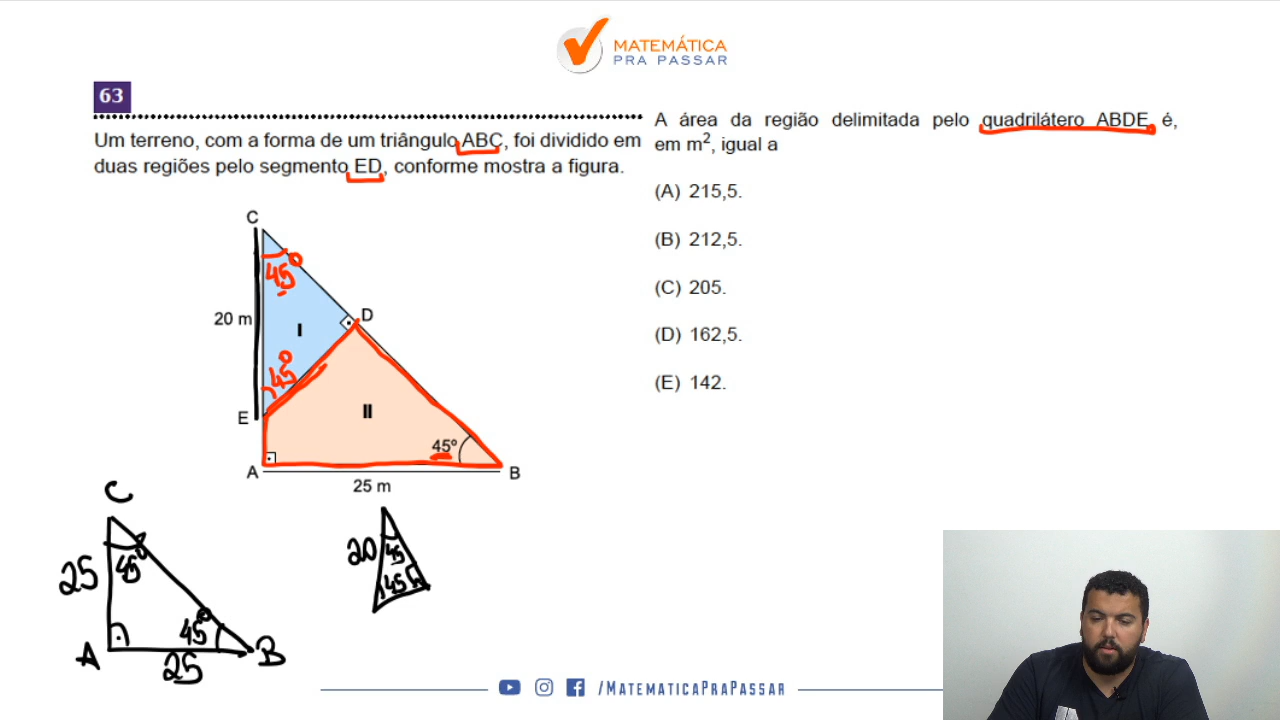 MATEMÁTICA
PRA PASSAR
63
Um terreno, com a forma de um triângulo ABC, foi dividido em
duas regiões pelo segmento ED, conforme mostra a figura.
C
45°
20 m
I
D
45°
E
II
45º
A
B
25 m
A área da região delimitada pelo quadrilátero ABDE é,
em m², igual a
(A) 215,5.
(B) 212,5.
(C) 205.
(D) 162,5.
(E) 142.
C
45°
25
45°
A
25
B
20
45
45
/MATEMATICAPRAPASSAR